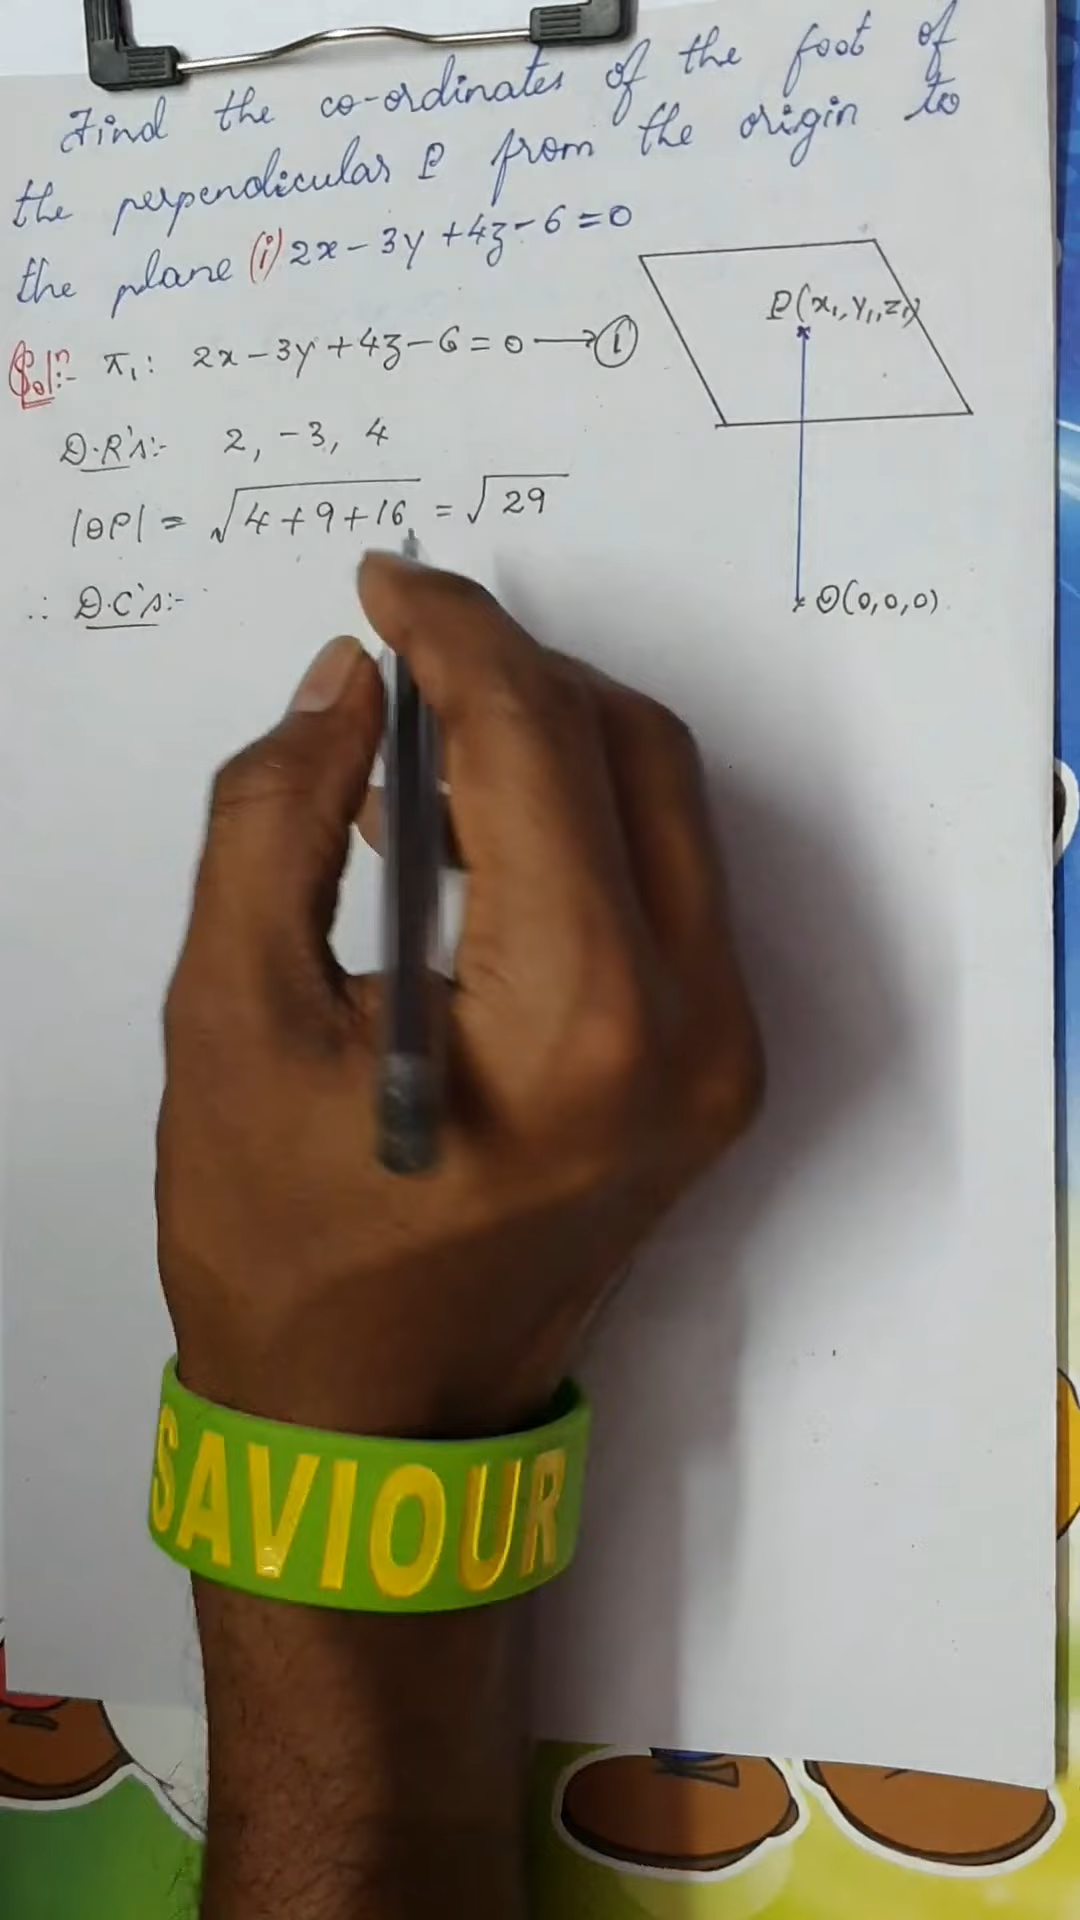 Find the co-ordinates of the foot of
the perpendicular P from the origin to
the plane (i) 2x - 3y + 4z - 6 = 0
P(x₁, y₁, z₁)
Solⁿ:- π₁: 2x - 3y + 4z - 6 = 0 → ①
D.R's:- 2, -3, 4
|OP| = √4+9+16 = √29
∴ D.C's:-
O(0,0,0)
SAVIOUR